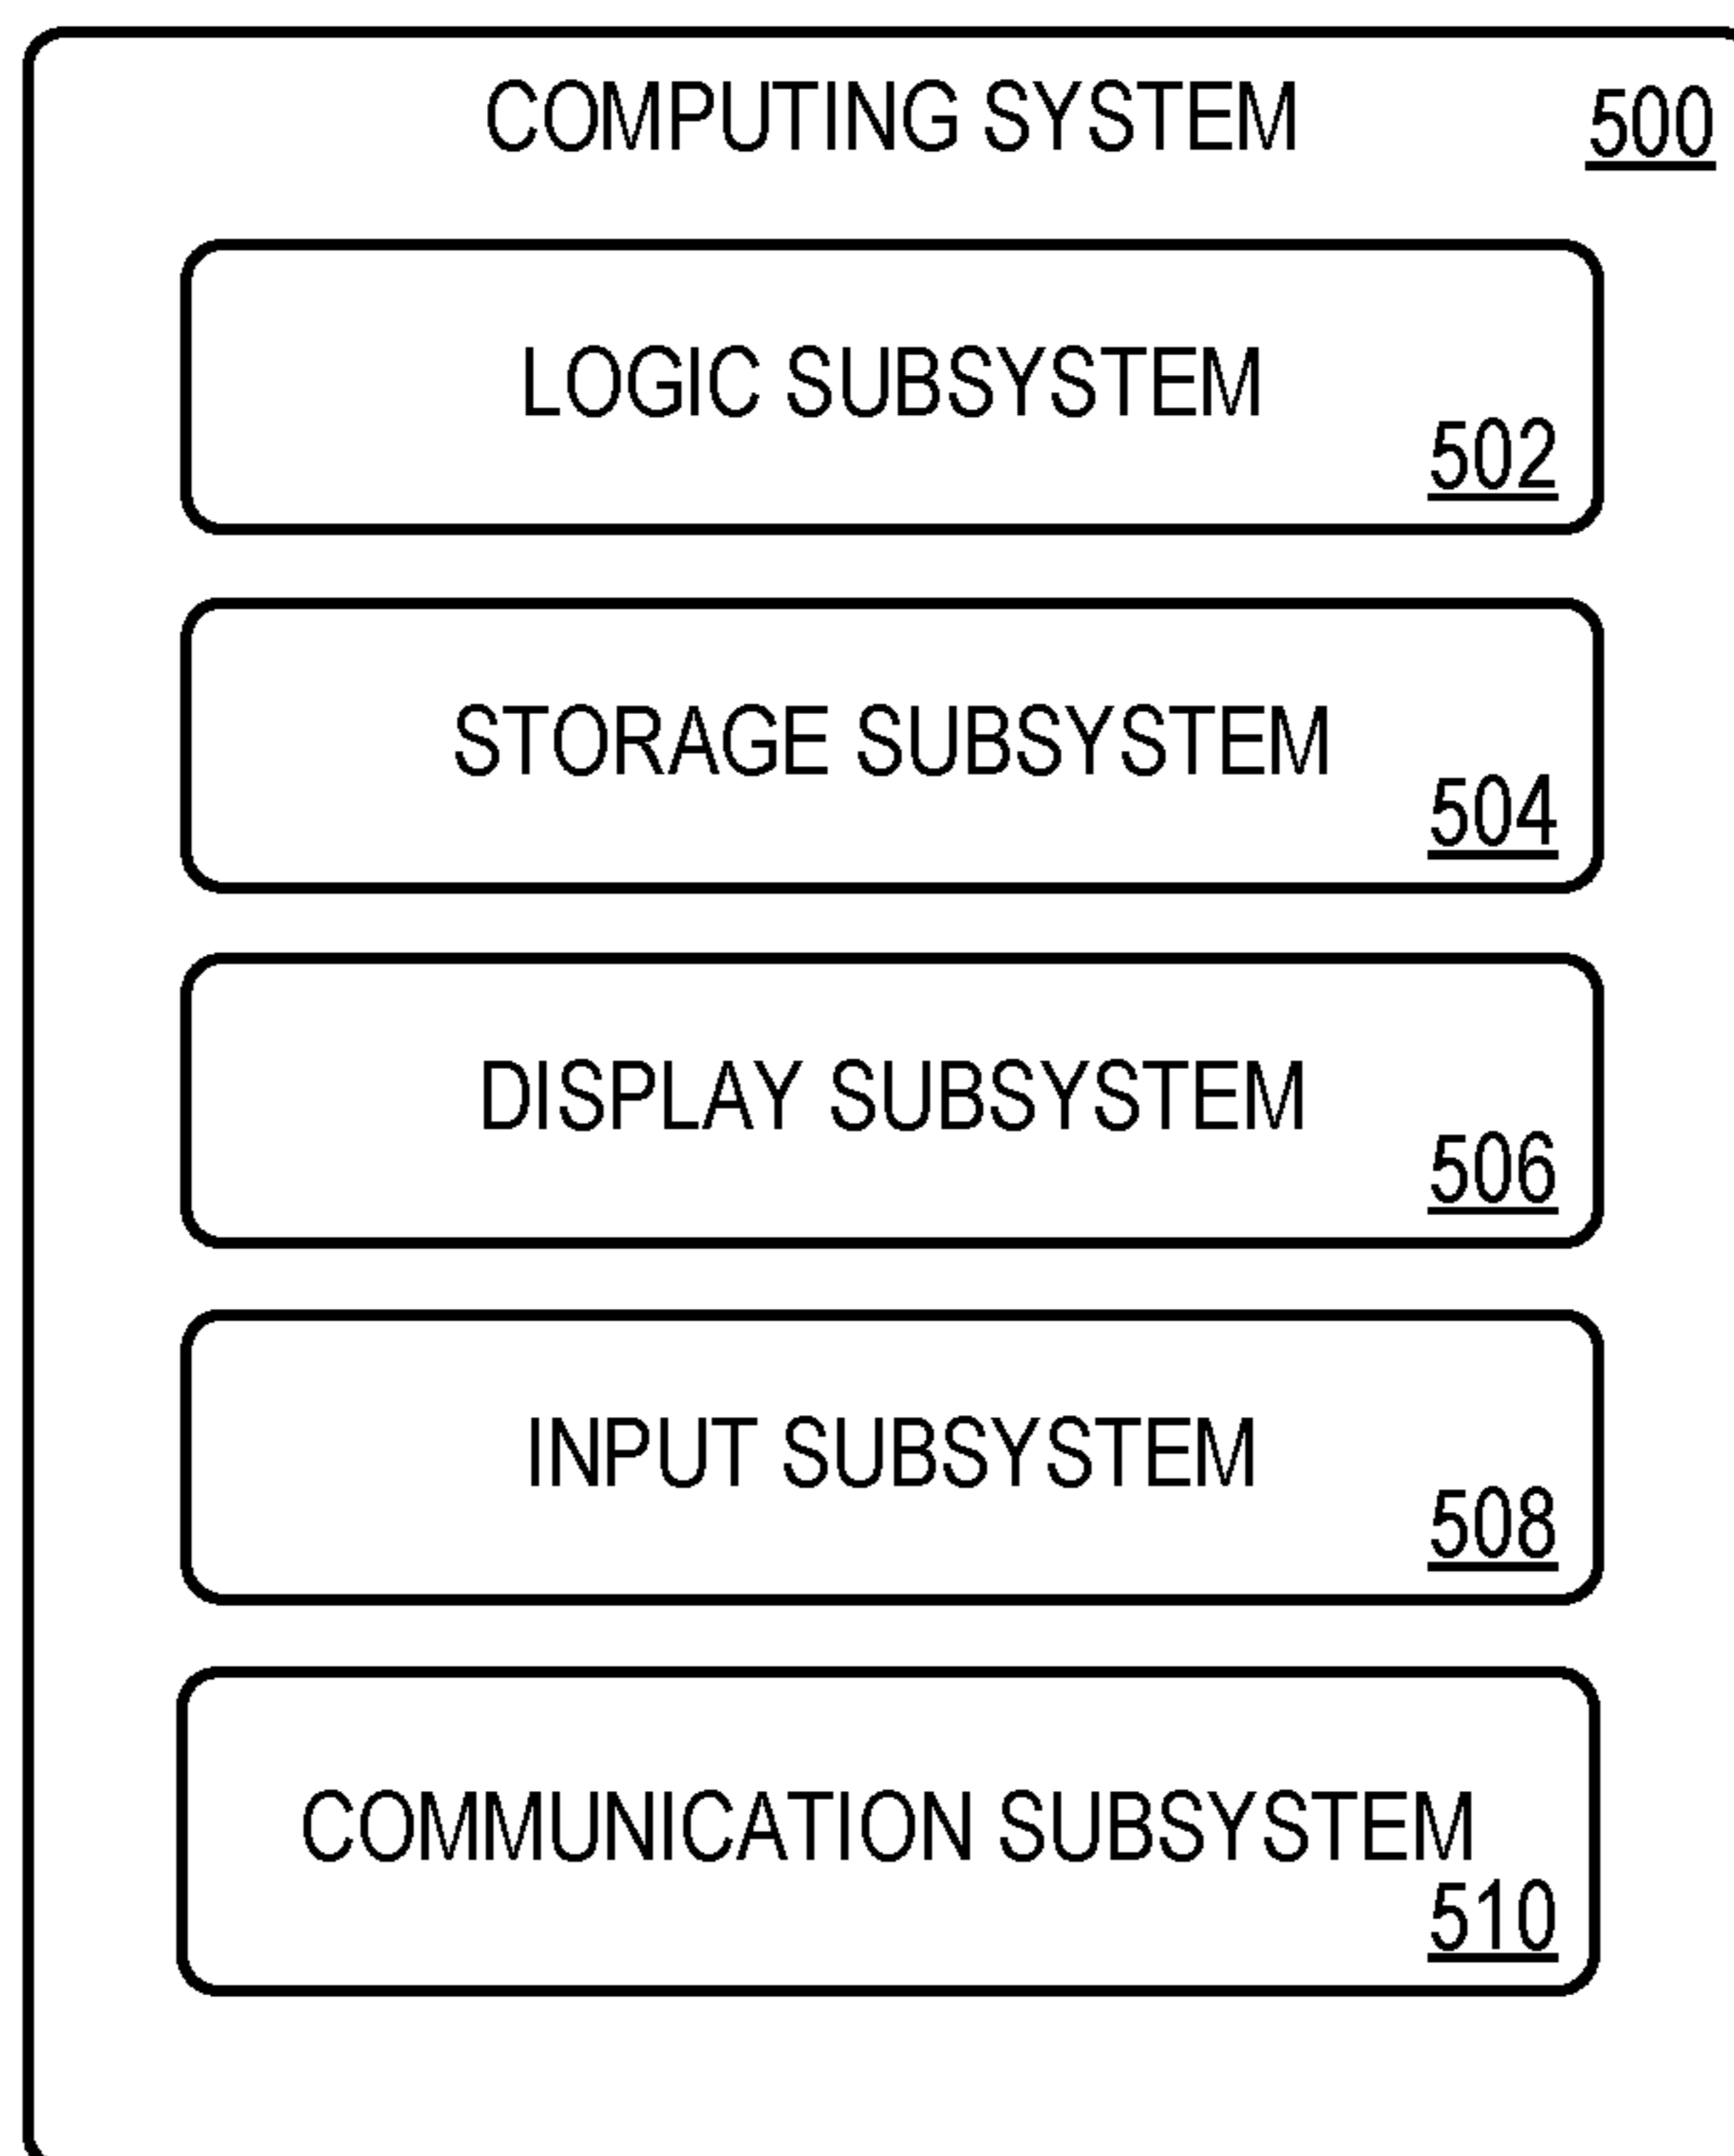 COMPUTING SYSTEM 500
LOGIC SUBSYSTEM
502
STORAGE SUBSYSTEM
504
DISPLAY SUBSYSTEM
506
INPUT SUBSYSTEM
508
COMMUNICATION SUBSYSTEM
510